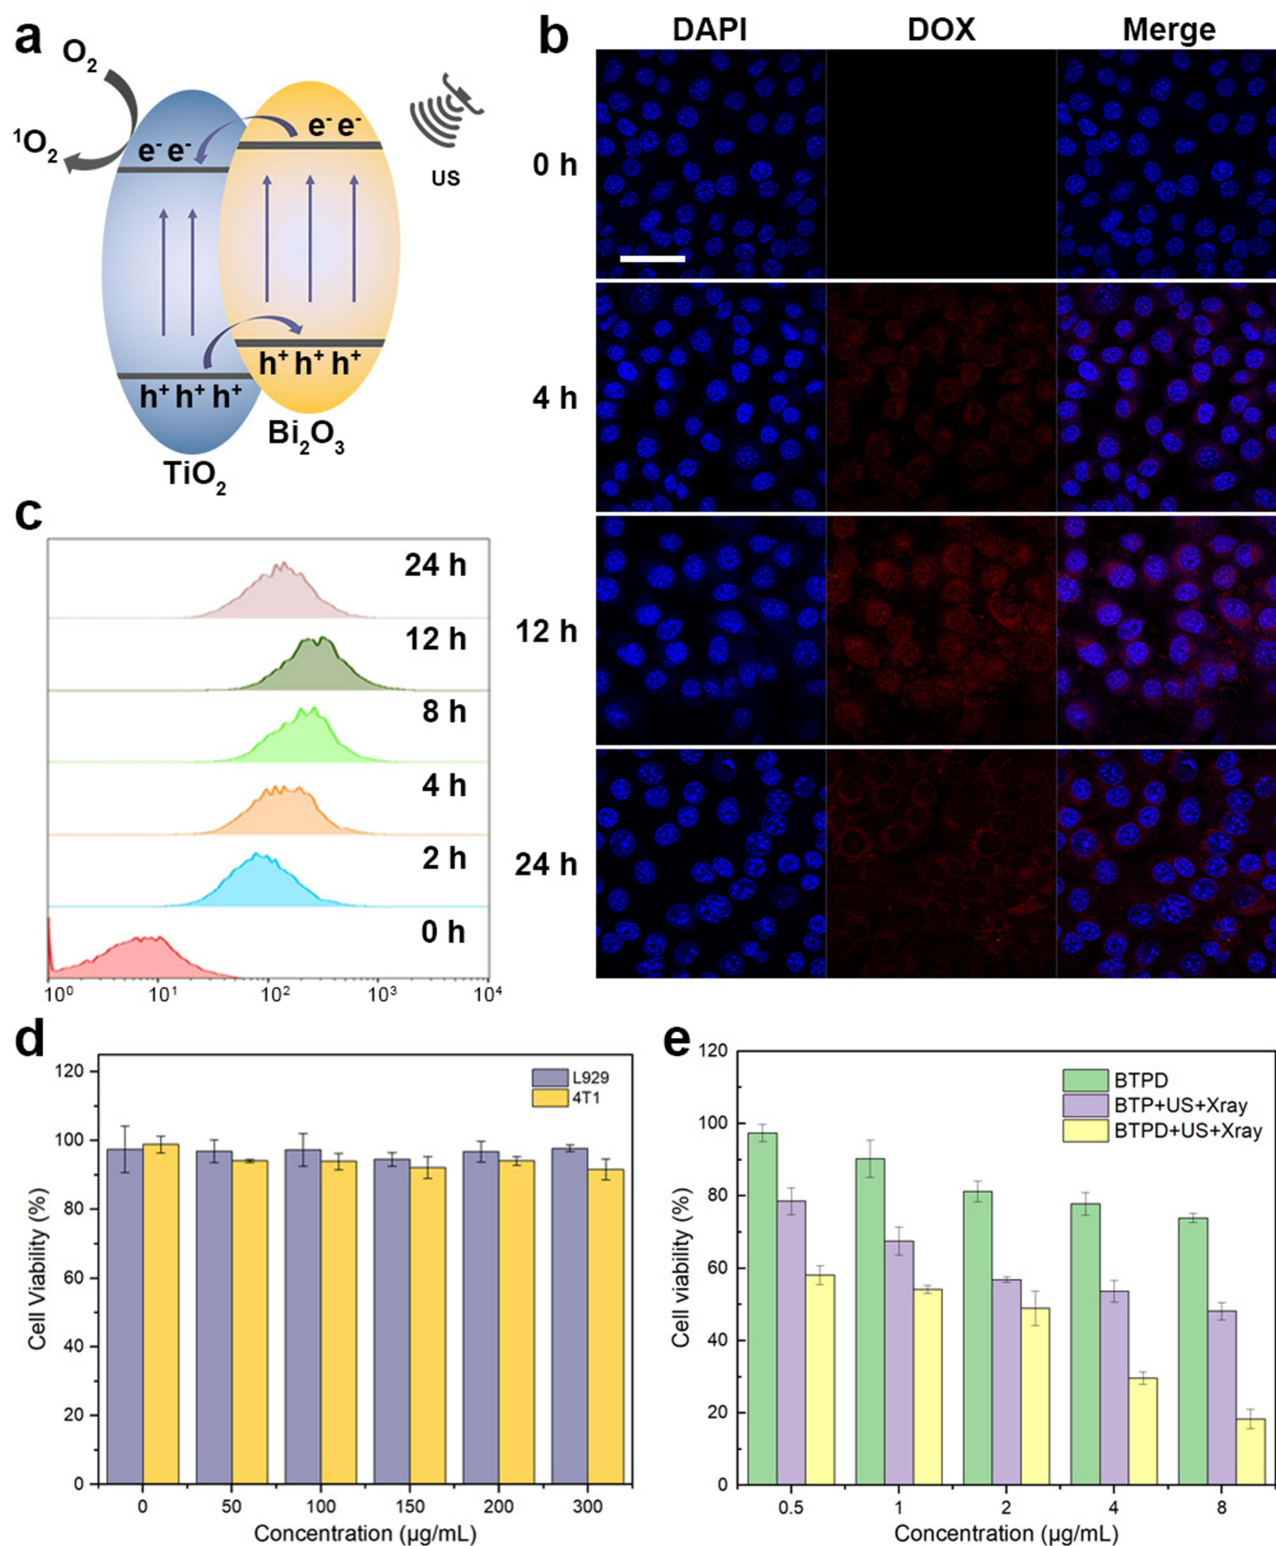 a
O2
1O2
e- e-
e- e-
US
h+ h+ h+
h+ h+ h+
Bi2O3
TiO2
b
DAPI DOX Merge
0 h
4 h
12 h
24 h
c
24 h
12 h
8 h
4 h
2 h
0 h
10^0 10^1 10^2 10^3 10^4
d
L929
4T1
Cell Viability (%)
120
100
80
60
40
20
0
0 50 100 150 200 300
Concentration (µg/mL)
e
BTPD
BTP+US+Xray
BTPD+US+Xray
Cell viability (%)
120
100
80
60
40
20
0
0.5 1 2 4 8
Concentration (µg/mL)